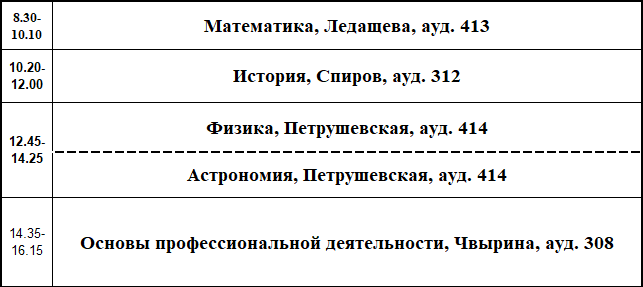 8.30-
10.10
Математика, Ледащева, ауд. 413
10.20-
12.00
История, Спиров, ауд. 312
12.45-
14.25
Физика, Петрушевская, ауд. 414
Астрономия, Петрушевская, ауд. 414
14.35-
16.15
Основы профессиональной деятельности, Чвырина, ауд. 308